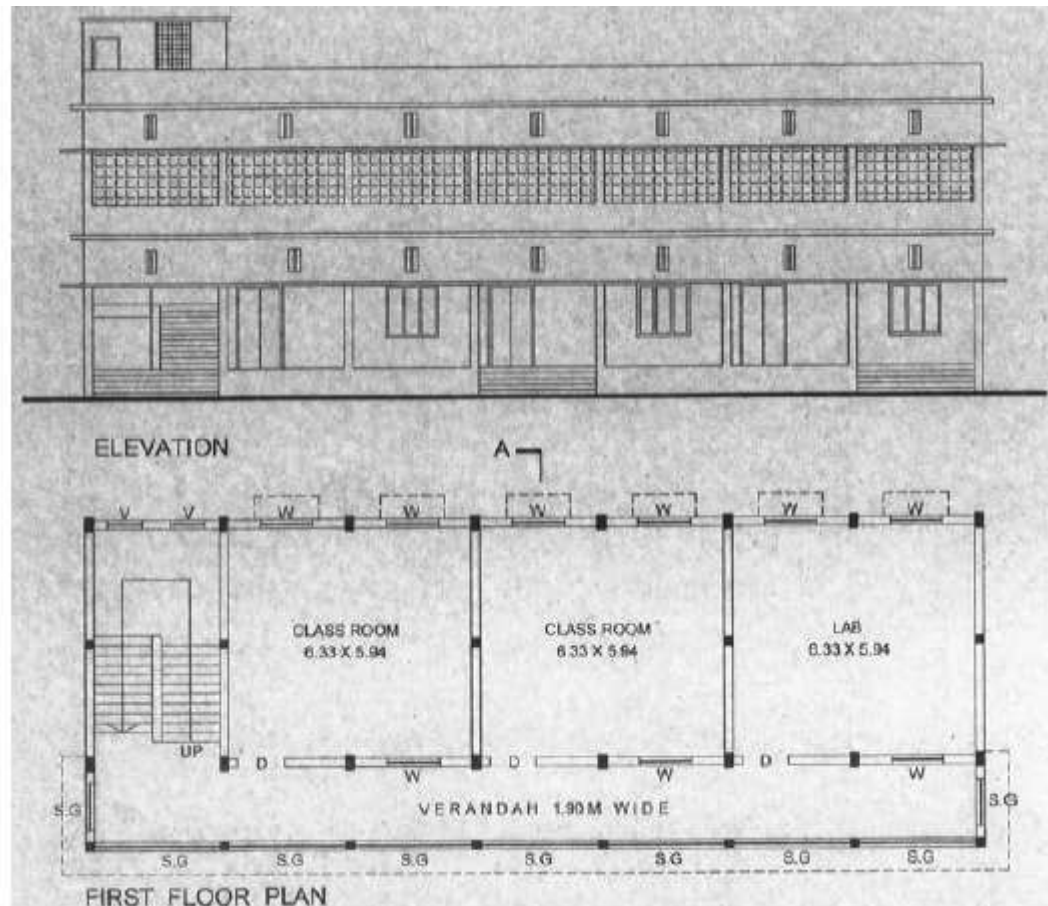 ELEVATION
A
V V W W W W W W
CLASS ROOM
6.33 X 5.94
CLASS ROOM
6.33 X 5.94
LAB
6.33 X 5.94
UP
D W D W D W
S.G VERANDAH 1.90M WIDE S.G
S.G S.G S.G S.G S.G S.G S.G
FIRST FLOOR PLAN